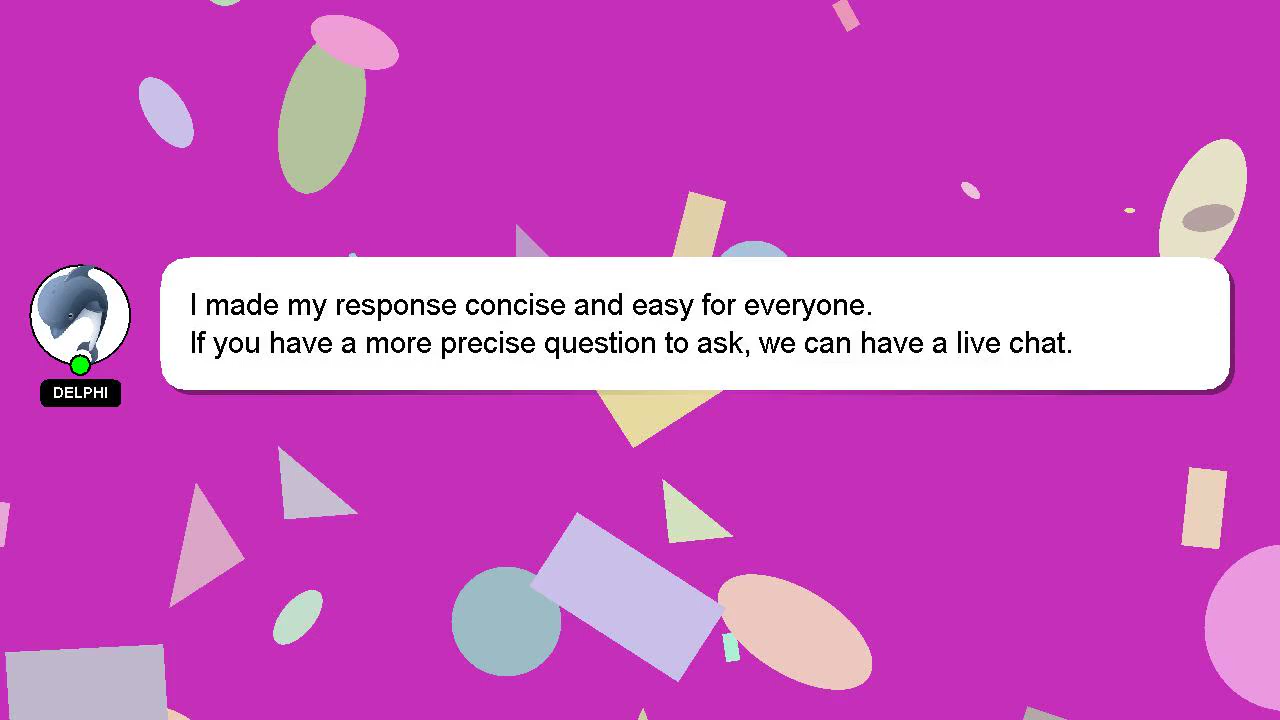 I made my response concise and easy for everyone.
If you have a more precise question to ask, we can have a live chat.
DELPHI